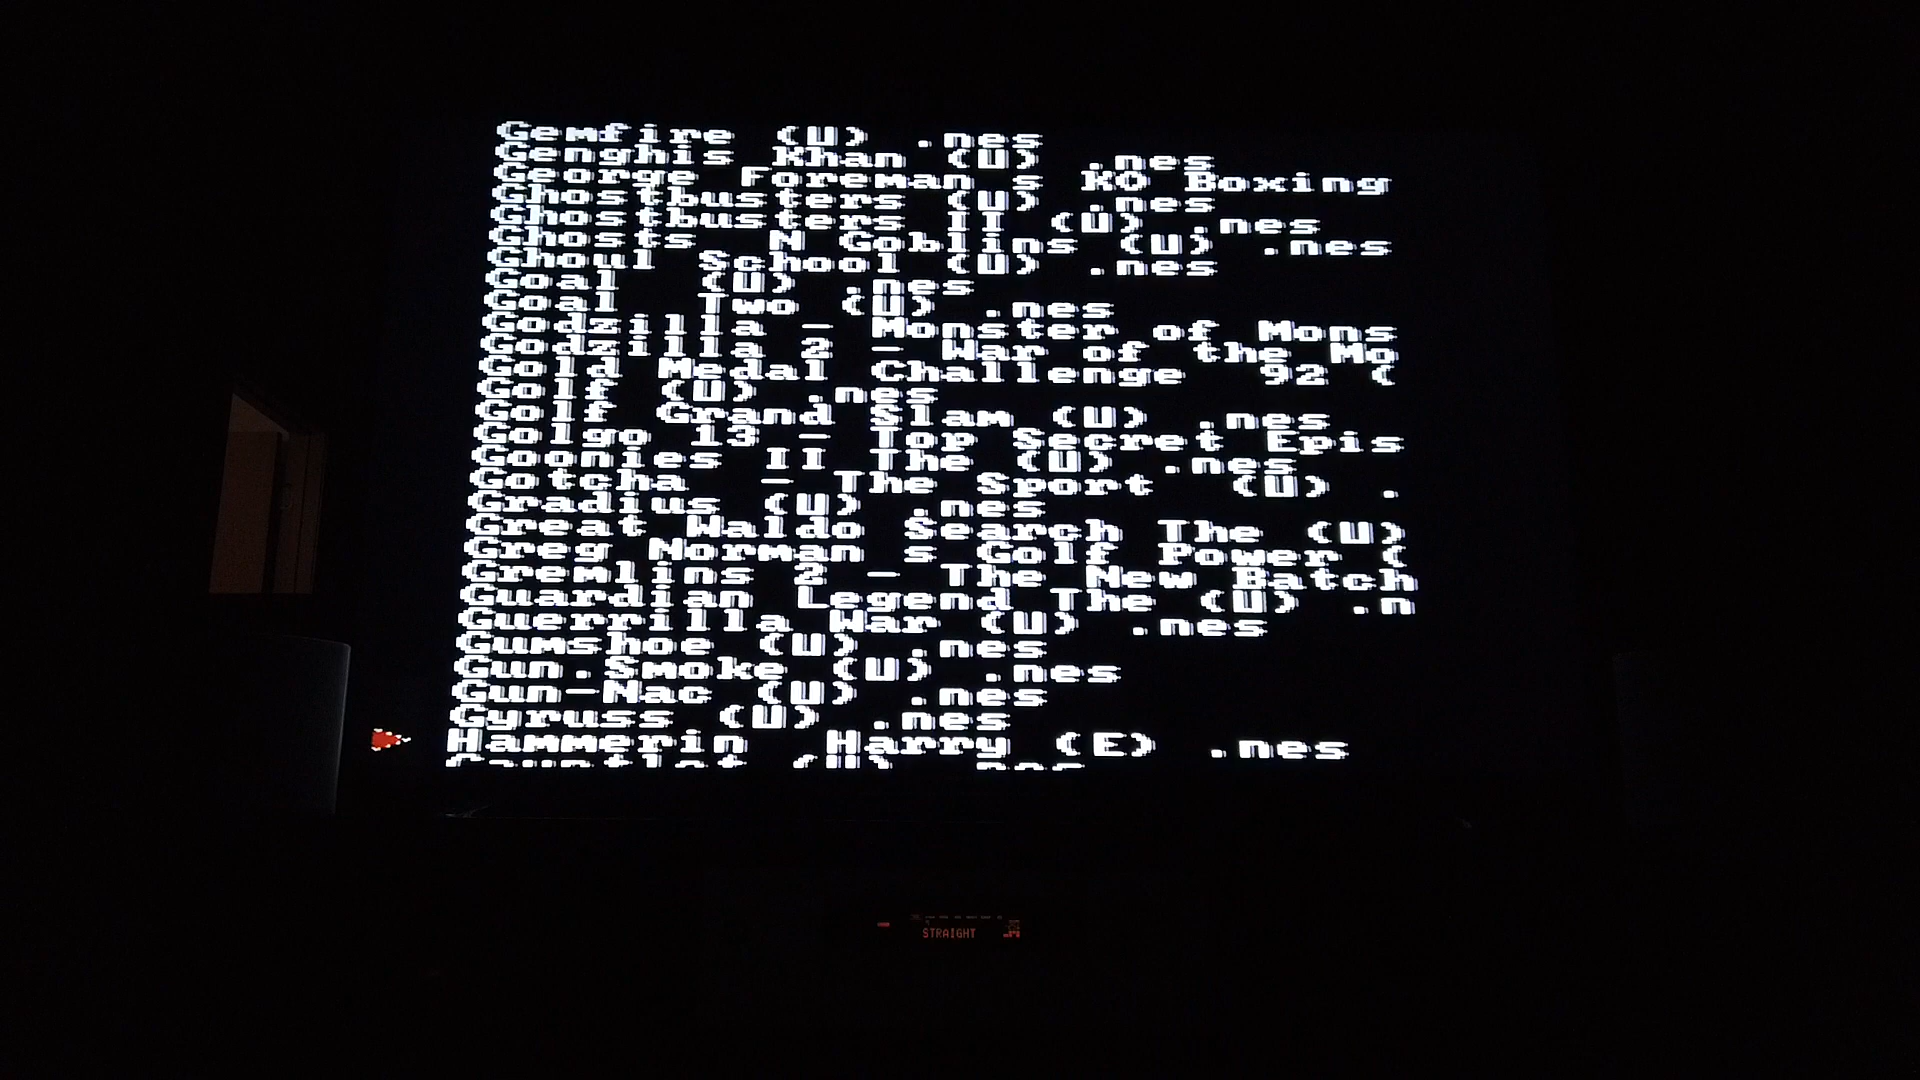 Gemfire (U) .nes
Genghis Khan (U) .nes
George Foreman s KO Boxing
Ghostbusters (U) .nes
Ghostbusters II (U) .nes
Ghosts N Goblins (U) .nes
Ghoul School (U) .nes
Goal (U) .nes
Goal Two (U) .nes
Godzilla - Monster of Mons
Godzilla 2 - War of the Mo
Gold Medal Challenge 92 (
Golf (U) .nes
Golf Grand Slam (U) .nes
Golgo 13 - Top Secret Epis
Goonies II The (U) .nes
Gotcha - The Sport (U) .
Gradius (U) .nes
Great Waldo Search The (U)
Greg Norman s Golf Power (
Gremlins 2 - The New Batch
Guardian Legend The (U) .n
Guerrilla War (U) .nes
Gumshoe (U) .nes
Gun.Smoke (U) .nes
Gun-Nac (U) .nes
Gyruss (U) .nes
Hammerin Harry (E) .nes
STRAIGHT